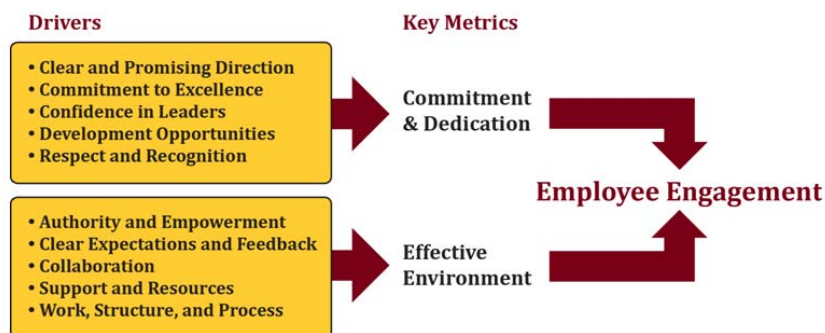 Drivers
Key Metrics
• Clear and Promising Direction
• Commitment to Excellence
• Confidence in Leaders
• Development Opportunities
• Respect and Recognition
Commitment
& Dedication
Employee Engagement
• Authority and Empowerment
• Clear Expectations and Feedback
• Collaboration
• Support and Resources
• Work, Structure, and Process
Effective
Environment